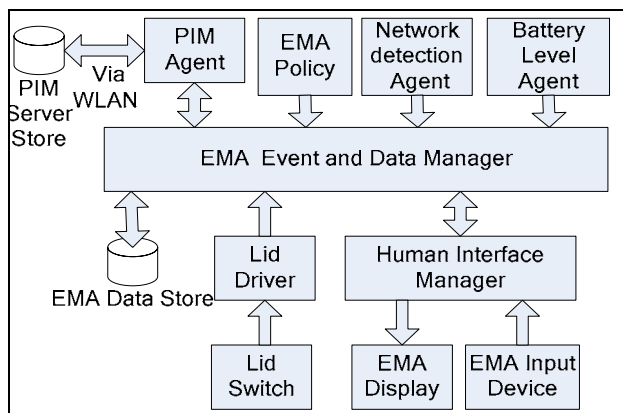 PIM
Server
Store
Via
WLAN
PIM
Agent
EMA
Policy
Network
detection
Agent
Battery
Level
Agent
EMA Event and Data Manager
EMA Data Store
Lid
Driver
Human Interface
Manager
Lid
Switch
EMA
Display
EMA Input
Device